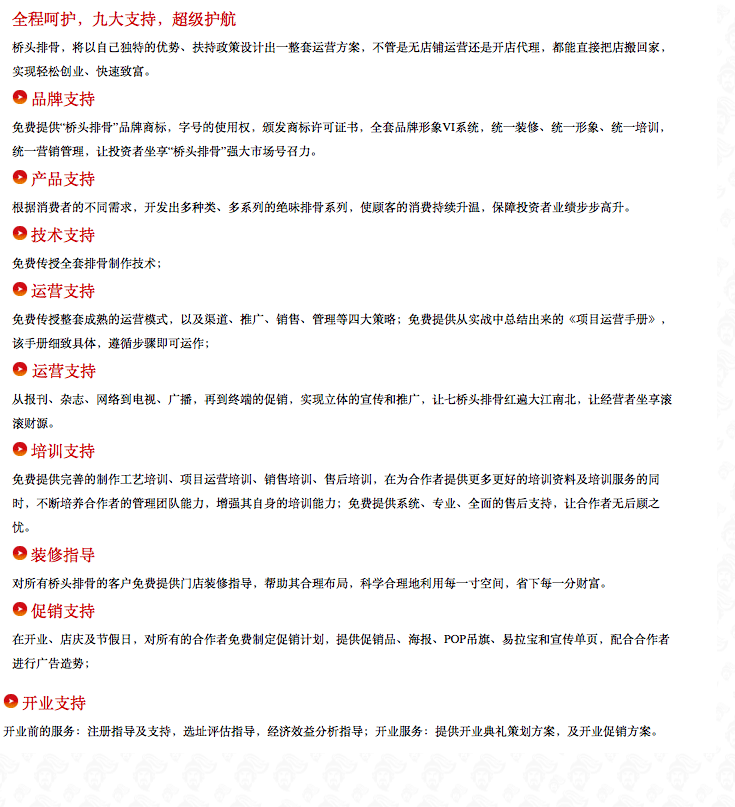 全程呵护，九大支持，超级护航
桥头排骨，将以自己独特的优势、扶持政策设计出一整套运营方案，不管是无店铺运营还是开店代理，都能直接把店搬回家，
实现轻松创业、快速致富。
品牌支持
免费提供“桥头排骨”品牌商标，字号的使用权，颁发商标许可证书，全套品牌形象VI系统，统一装修、统一形象、统一培训，
统一营销管理，让投资者坐享“桥头排骨”强大市场号召力。
产品支持
根据消费者的不同需求，开发出多种类、多系列的绝味排骨系列，使顾客的消费持续升温，保障投资者业绩步步高升。
技术支持
免费传授全套排骨制作技术；
运营支持
免费传授整套成熟的运营模式，以及渠道、推广、销售、管理等四大策略；免费提供从实战中总结出来的《项目运营手册》，
该手册细致具体，遵循步骤即可运作；
运营支持
从报刊、杂志、网络到电视、广播，再到终端的促销，实现立体的宣传和推广，让七桥头排骨红遍大江南北，让经营者坐享滚
滚财源。
培训支持
免费提供完善的制作工艺培训、项目运营培训、销售培训、售后培训，在为合作者提供更多更好的培训资料及培训服务的同
时，不断培养合作者的管理团队能力，增强其自身的培训能力；免费提供系统、专业、全面的售后支持，让合作者无后顾之
忧。
装修指导
对所有桥头排骨的客户免费提供门店装修指导，帮助其合理布局，科学合理地利用每一寸空间，省下每一分财富。
促销支持
在开业、店庆及节假日，对所有的合作者免费制定促销计划，提供促销品、海报、POP吊旗、易拉宝和宣传单页，配合合作者
进行广告造势；
开业支持
开业前的服务：注册指导及支持，选址评估指导，经济效益分析指导；开业服务：提供开业典礼策划方案，及开业促销方案。